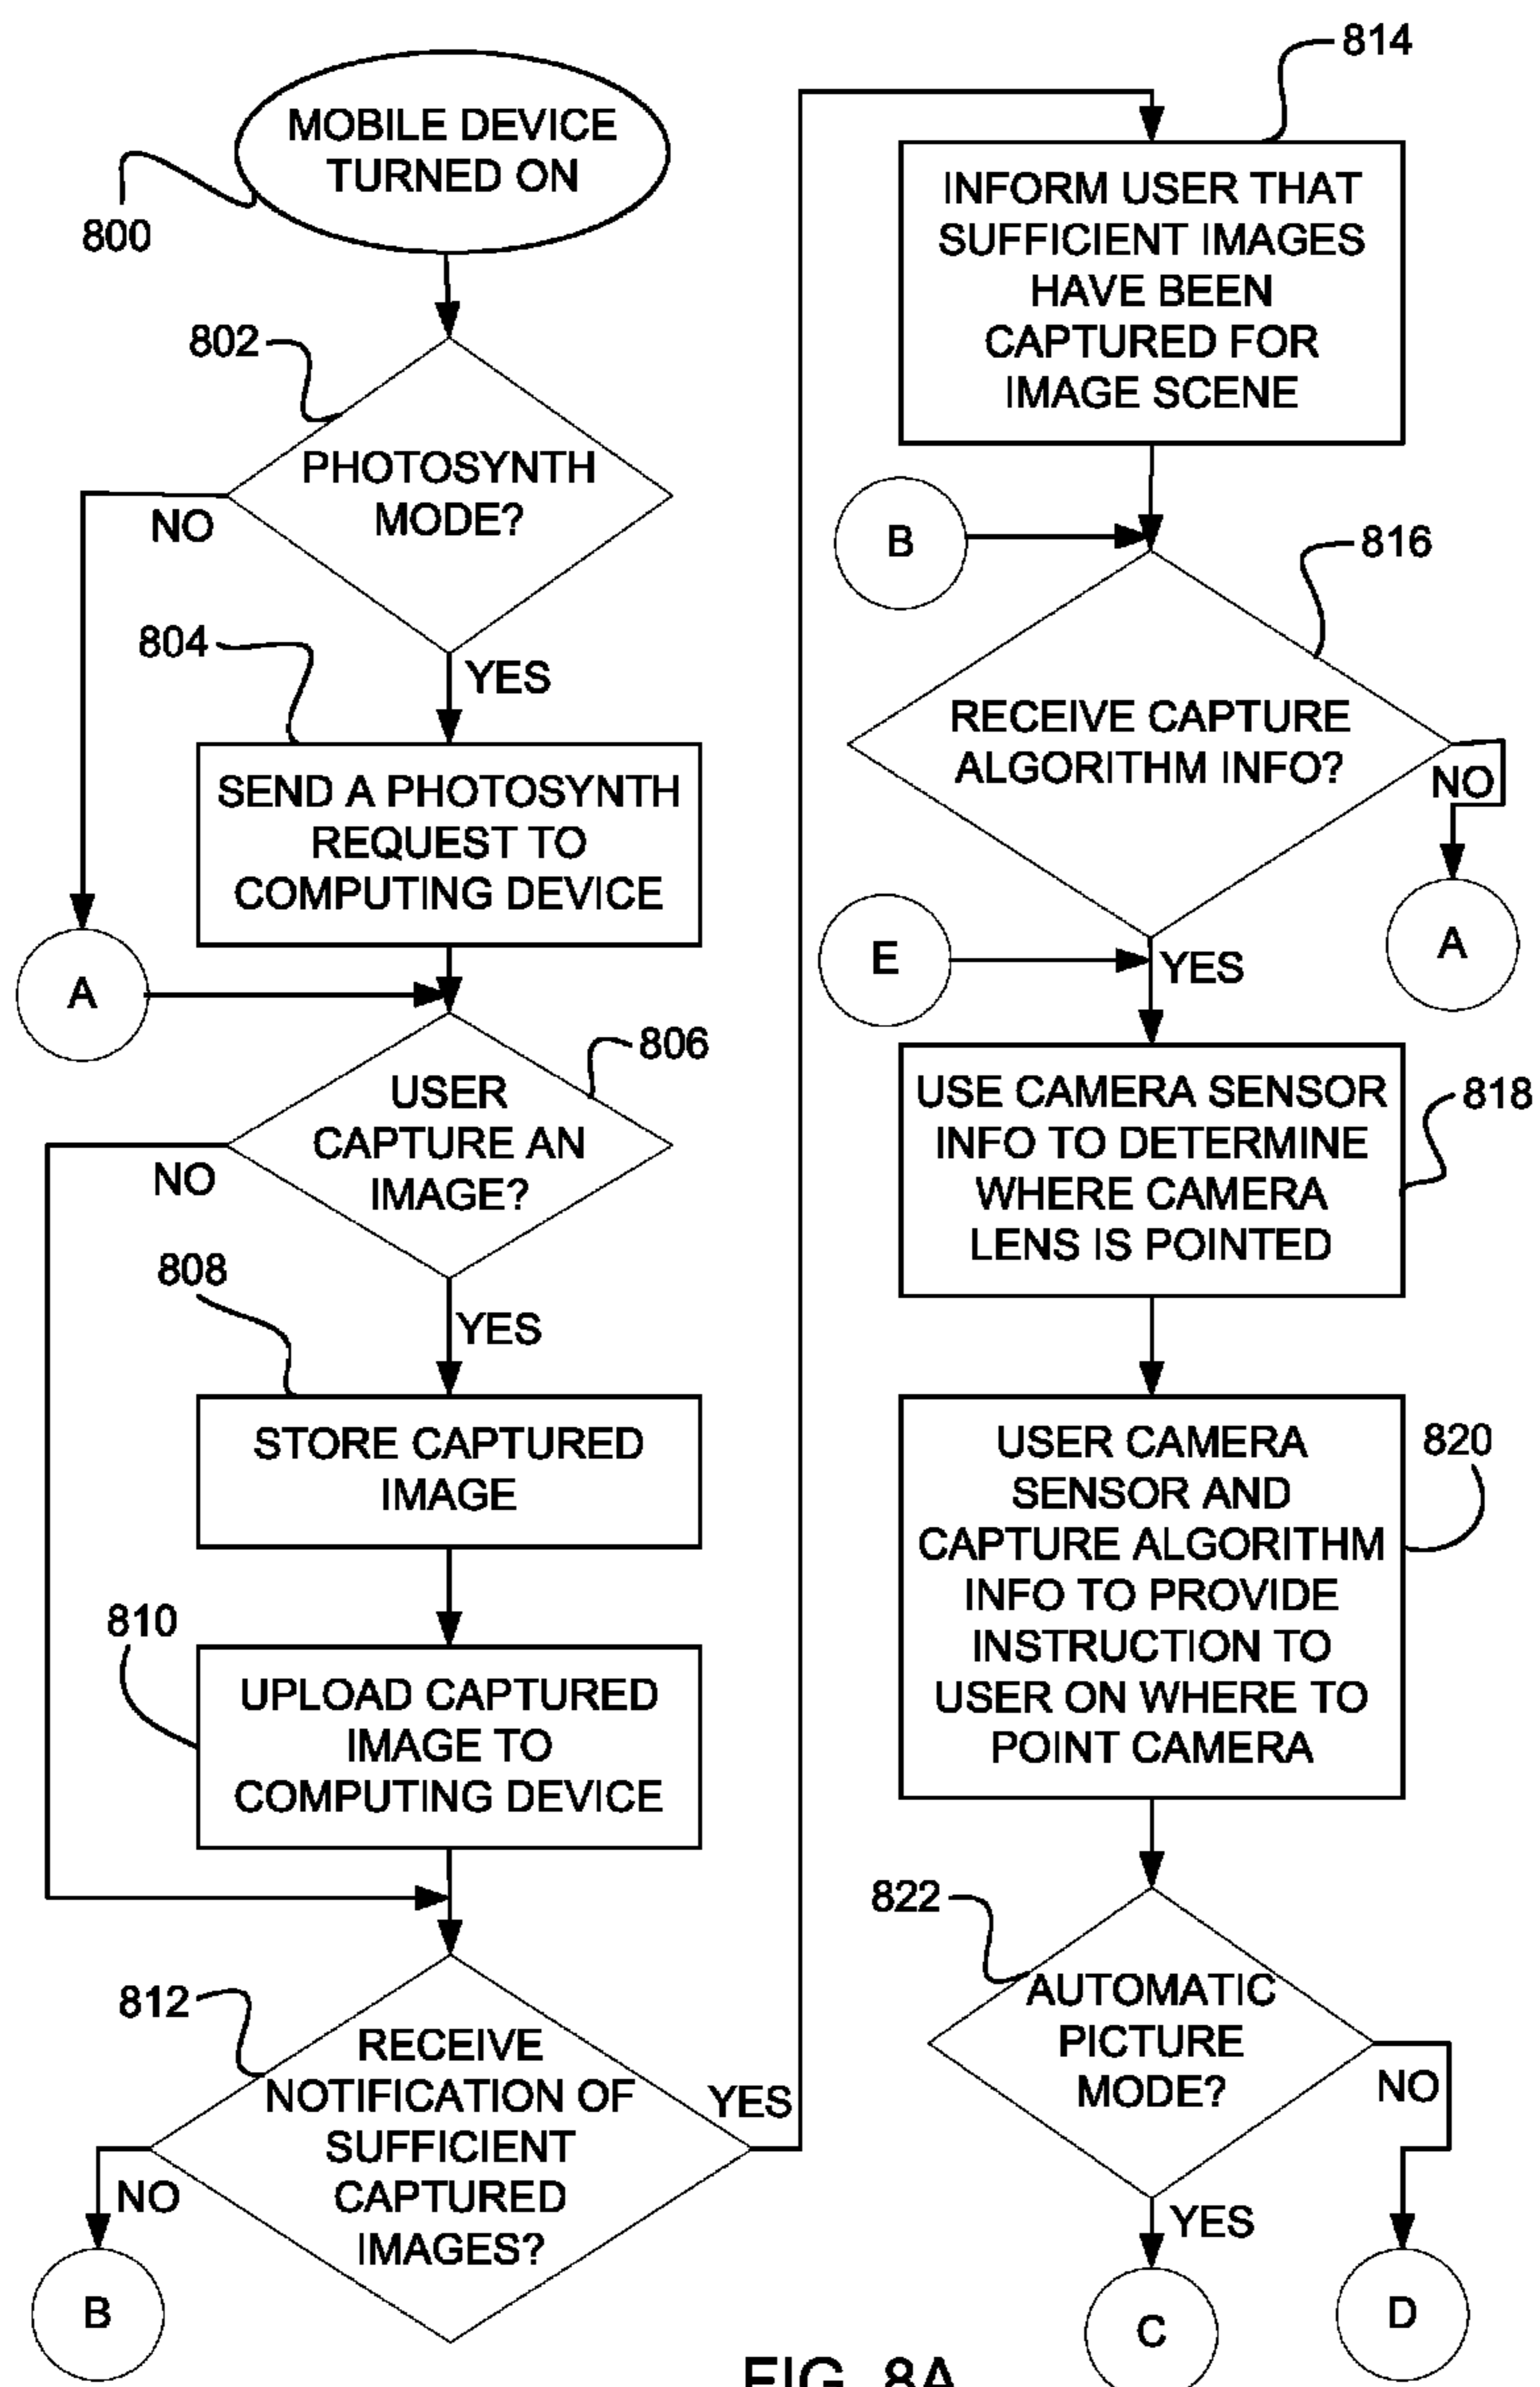 MOBILE DEVICE
TURNED ON
800
802
PHOTOSYNTH
MODE?
NO
YES
804
SEND A PHOTOSYNTH
REQUEST TO
COMPUTING DEVICE
A
806
USER
CAPTURE AN
IMAGE?
NO
YES
808
STORE CAPTURED
IMAGE
810
UPLOAD CAPTURED
IMAGE TO
COMPUTING DEVICE
812
RECEIVE
NOTIFICATION OF
SUFFICIENT
CAPTURED
IMAGES?
YES
NO
B
814
INFORM USER THAT
SUFFICIENT IMAGES
HAVE BEEN
CAPTURED FOR
IMAGE SCENE
B
816
RECEIVE CAPTURE
ALGORITHM INFO?
NO
A
E
YES
818
USE CAMERA SENSOR
INFO TO DETERMINE
WHERE CAMERA
LENS IS POINTED
820
USER CAMERA
SENSOR AND
CAPTURE ALGORITHM
INFO TO PROVIDE
INSTRUCTION TO
USER ON WHERE TO
POINT CAMERA
822
AUTOMATIC
PICTURE
MODE?
NO
YES
C
D
FIG. 8A